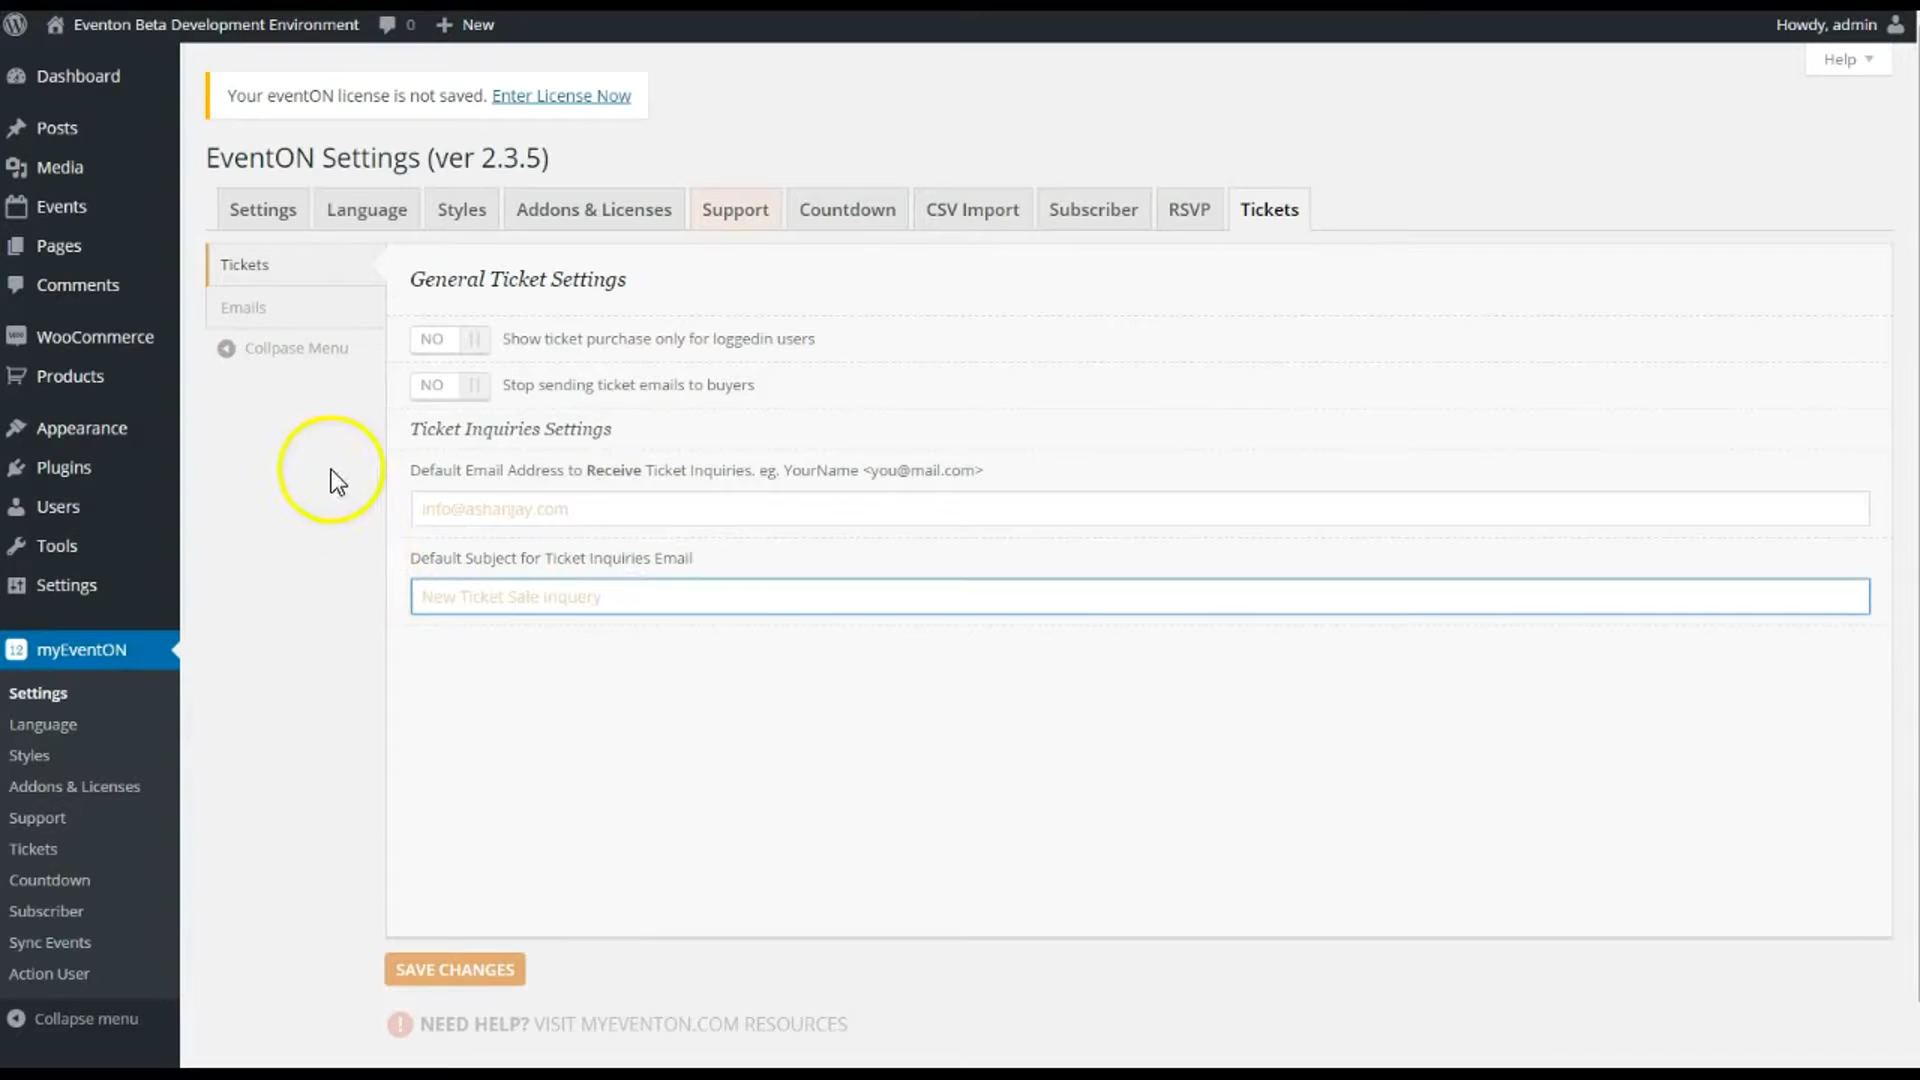 Eventon Beta Development Environment 0 New Howdy, admin
Help
Dashboard
Posts
Media
Events
Pages
Comments
WooCommerce
Products
Appearance
Plugins
Users
Tools
Settings
12 myEventON
Settings
Language
Styles
Addons & Licenses
Support
Tickets
Countdown
Subscriber
Sync Events
Action User
Collapse menu
Your eventON license is not saved. Enter License Now
EventON Settings (ver 2.3.5)
Settings Language Styles Addons & Licenses Support Countdown CSV Import Subscriber RSVP Tickets
Tickets
Emails
Collpase Menu
General Ticket Settings
NO Show ticket purchase only for loggedin users
NO Stop sending ticket emails to buyers
Ticket Inquiries Settings
Default Email Address to Receive Ticket Inquiries. eg. YourName <you@mail.com>
info@ashanjay.com
Default Subject for Ticket Inquiries Email
New Ticket Sale Inquery
SAVE CHANGES
! NEED HELP? VISIT MYEVENTON.COM RESOURCES